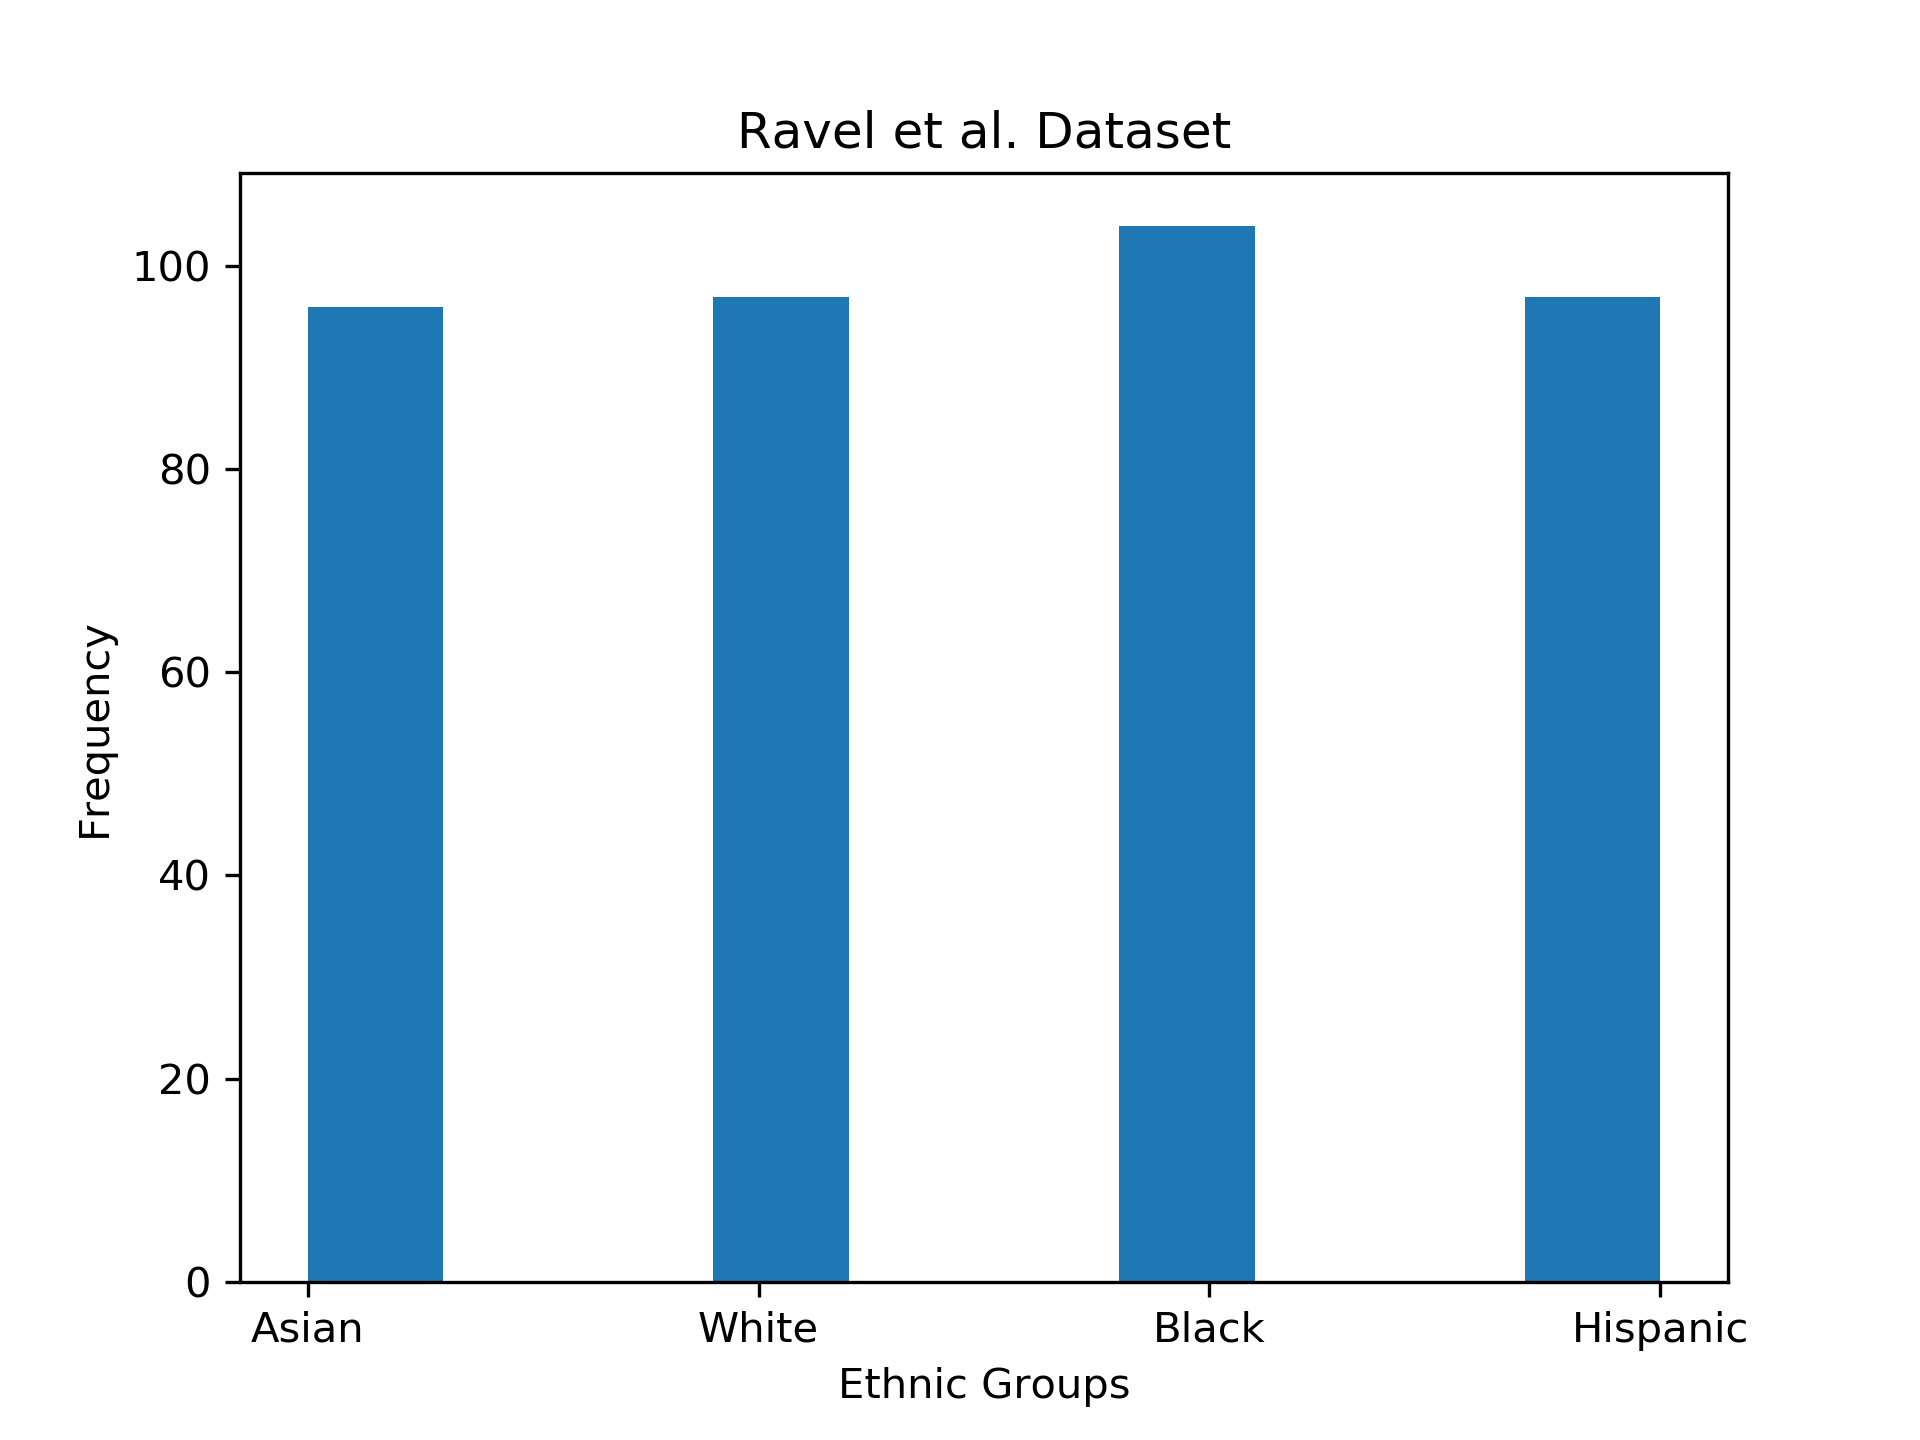 Ravel et al. Dataset
100
80
60
40
20
0
Frequency
Asian White Black Hispanic
Ethnic Groups